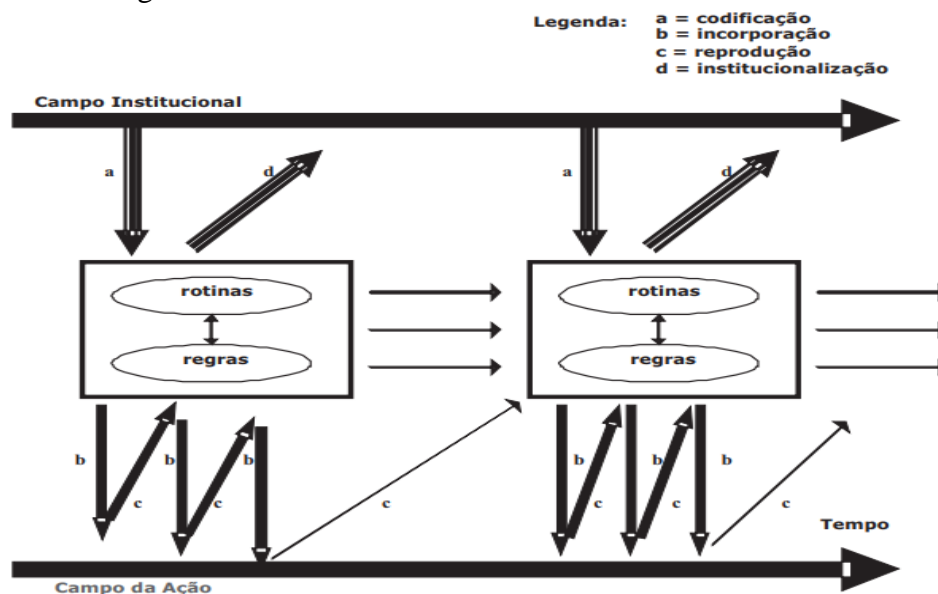 Legenda: a = codificação
b = incorporação
c = reprodução
d = institucionalização
Campo Institucional
a
d
a
d
rotinas
regras
rotinas
regras
b
b
b
c
c
c
b
b
b
c
c
c
Tempo
Campo da Ação